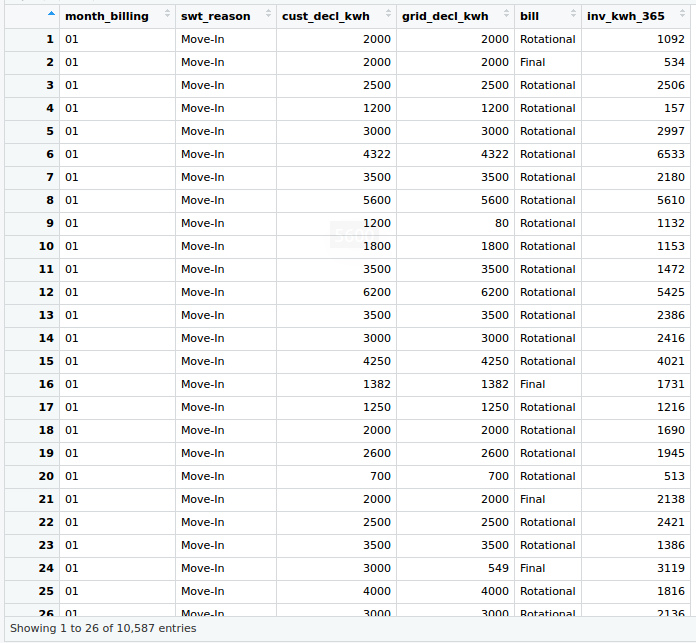 month_billing swt_reason cust_decl_kwh grid_decl_kwh bill inv_kwh_365
1 01 Move-In 2000 2000 Rotational 1092
2 01 Move-In 2000 2000 Final 534
3 01 Move-In 2500 2500 Rotational 2506
4 01 Move-In 1200 1200 Rotational 157
5 01 Move-In 3000 3000 Rotational 2997
6 01 Move-In 4322 4322 Rotational 6533
7 01 Move-In 3500 3500 Rotational 2180
8 01 Move-In 5600 5600 Rotational 5610
9 01 Move-In 1200 80 Rotational 1132
10 01 Move-In 1800 1800 Rotational 1153
11 01 Move-In 3500 3500 Rotational 1472
12 01 Move-In 6200 6200 Rotational 5425
13 01 Move-In 3500 3500 Rotational 2386
14 01 Move-In 3000 3000 Rotational 2416
15 01 Move-In 4250 4250 Rotational 4021
16 01 Move-In 1382 1382 Final 1731
17 01 Move-In 1250 1250 Rotational 1216
18 01 Move-In 2000 2000 Rotational 1690
19 01 Move-In 2600 2600 Rotational 1945
20 01 Move-In 700 700 Rotational 513
21 01 Move-In 2000 2000 Final 2138
22 01 Move-In 2500 2500 Rotational 2421
23 01 Move-In 3500 3500 Rotational 1386
24 01 Move-In 3000 549 Final 3119
25 01 Move-In 4000 4000 Rotational 1816
26 01 Move-In 3000 3000 Rotational 2136
Showing 1 to 26 of 10,587 entries